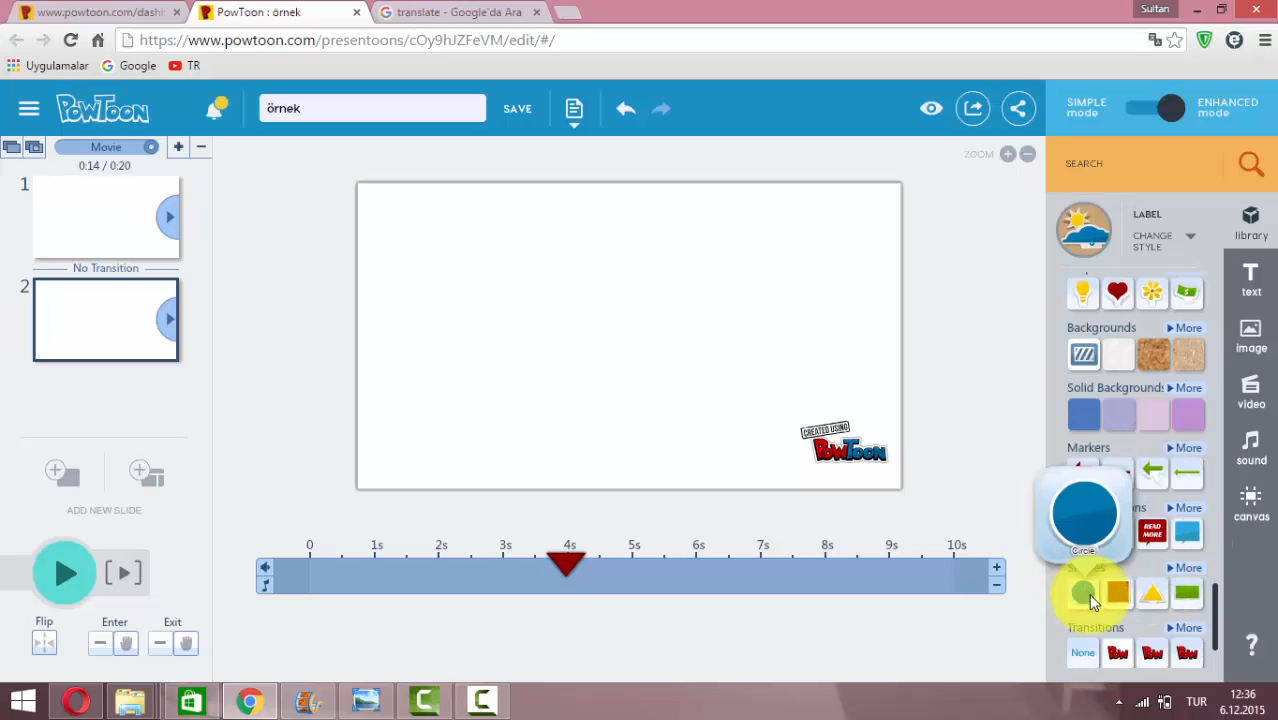 www.powtoon.com/dashl
PowToon : örnek
translate - Google'da Ara
Sultan
https://www.powtoon.com/presentoons/cOy9hJZFeVM/edit/#/
Uygulamalar
Google
TR
POWTOON
örnek
SAVE
SIMPLE mode
ENHANCED mode
Movie
0:14 / 0:20
ZOOM
SEARCH
1
LABEL
CHANGE STYLE
library
No Transition
2
text
Backgrounds
More
image
Solid Backgrounds
More
video
CREATED USING
POWTOON
Markers
More
sound
ADD NEW SLIDE
More
canvas
READ MORE
0
1s
2s
3s
4s
5s
6s
7s
8s
9s
10s
Circle
More
Flip
Enter
Exit
Transitions
More
None
POW
POW
POW
?
TUR
12:36
6.12.2015